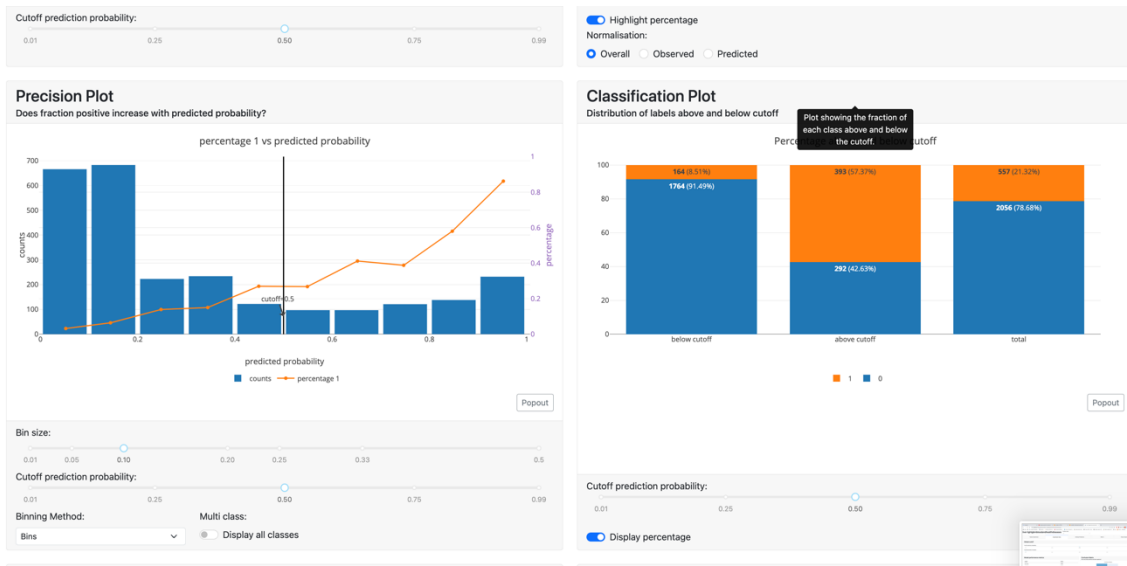 Cutoff prediction probability:
0.01 0.25 0.50 0.75 0.99
Highlight percentage
Normalisation:
Overall Observed Predicted
Precision Plot
Does fraction positive increase with predicted probability?
percentage 1 vs predicted probability
700
600
500
400
300
200
100
0
counts
1
0.8
0.6
0.4
0.2
0
percentage
cutoff=0.5
0 0.2 0.4 0.6 0.8 1
predicted probability
counts percentage 1
Popout
Bin size:
0.01 0.05 0.10 0.20 0.25 0.33 0.5
Cutoff prediction probability:
0.01 0.25 0.50 0.75 0.99
Binning Method:
Bins
Multi class:
Display all classes
Classification Plot
Distribution of labels above and below cutoff
Plot showing the fraction of
each class above and below
the cutoff.
100
80
60
40
20
0
164 (8.51%) 393 (57.37%) 557 (21.32%)
1764 (91.49%)
2056 (78.68%)
292 (42.63%)
below cutoff above cutoff total
1 0
Popout
Cutoff prediction probability:
0.01 0.25 0.50 0.75 0.99
Display percentage